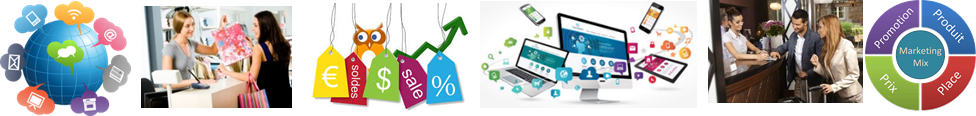 €
soldes
$
sale
%
Promotion
Produit
Marketing
Mix
Prix
Place